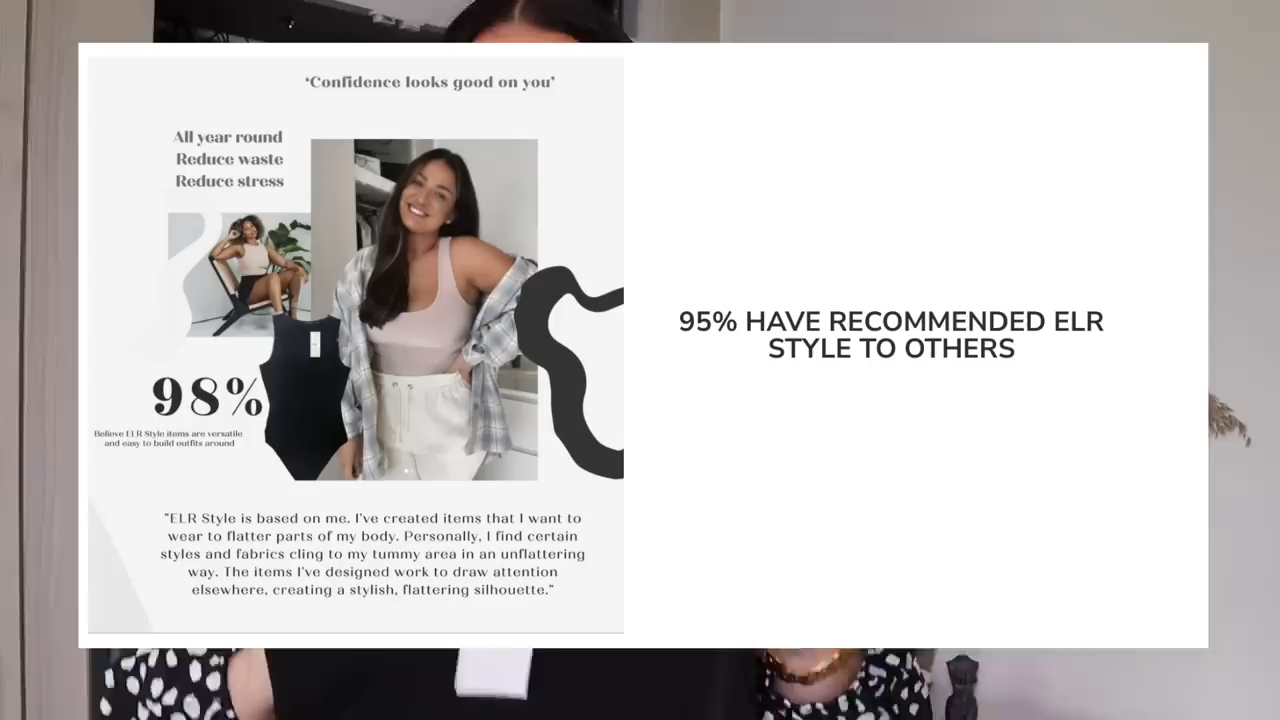 ‘Confidence looks good on you’
All year round
Reduce waste
Reduce stress
98%
Believe ELR Style items are versatile
and easy to build outfits around
"ELR Style is based on me. I've created items that I want to
wear to flatter parts of my body. Personally, I find certain
styles and fabrics cling to my tummy area in an unflattering
way. The items I've designed work to draw attention
elsewhere, creating a stylish, flattering silhouette."
95% HAVE RECOMMENDED ELR
STYLE TO OTHERS